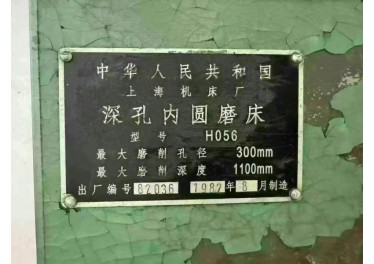 中华人民共和国
上海机床厂
深孔内圆磨床
型号 H056
最大磨削孔径 300mm
最大磨削深度 1100mm
出厂编号 82036 1982年8月制造